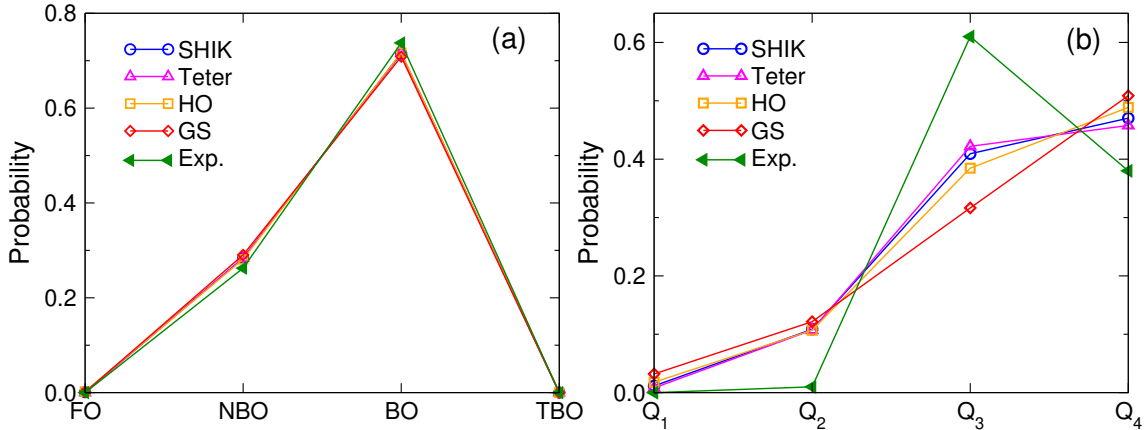 (a)
SHIK
Teter
HO
GS
Exp.
Probability
0.8
0.6
0.4
0.2
0.0
FO NBO BO TBO
(b)
SHIK
Teter
HO
GS
Exp.
Probability
0.6
0.4
0.2
0.0
Q1 Q2 Q3 Q4